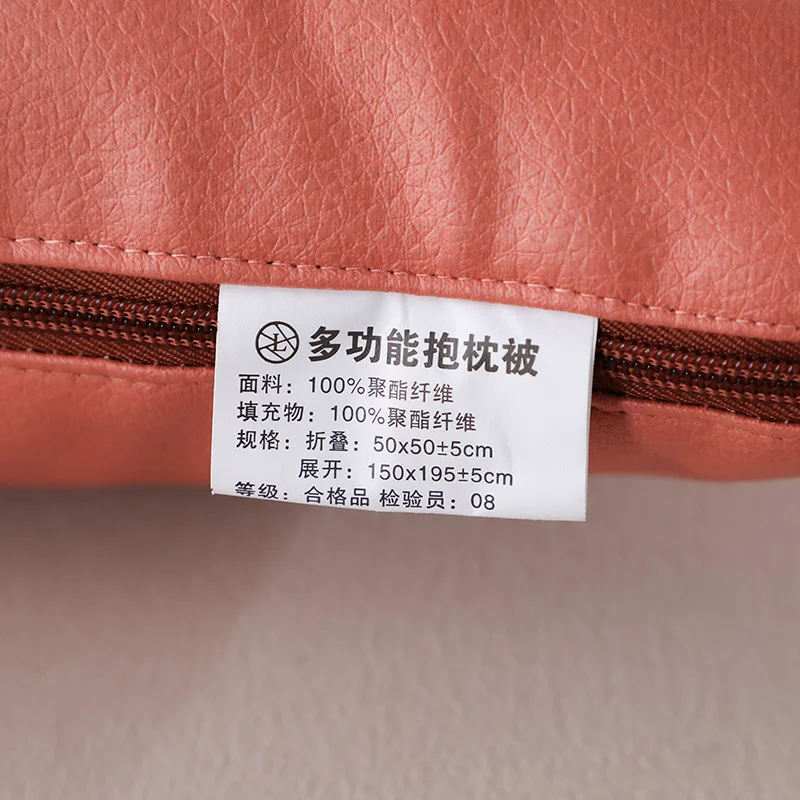 多功能抱枕被
面料：100%聚酯纤维
填充物：100%聚酯纤维
规格：折叠：50x50±5cm
展开：150x195±5cm
等级：合格品 检验员：08